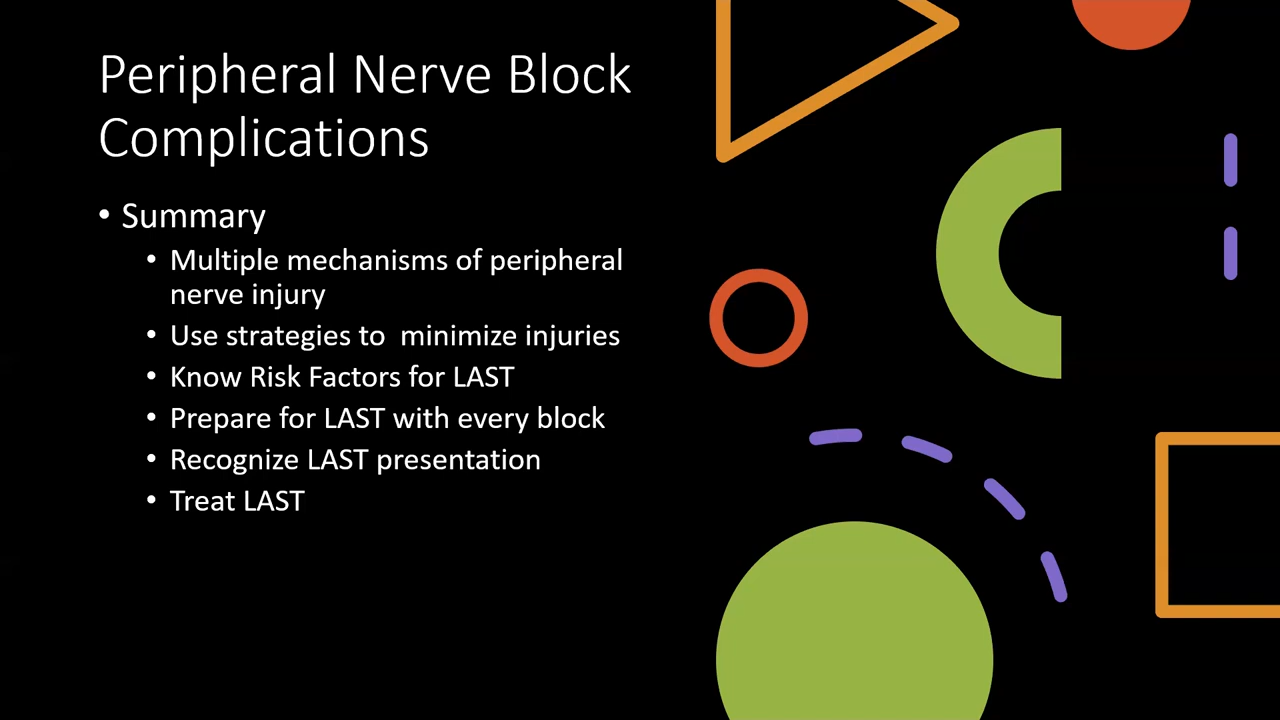 Peripheral Nerve Block
Complications
• Summary
• Multiple mechanisms of peripheral
nerve injury
• Use strategies to  minimize injuries
• Know Risk Factors for LAST
• Prepare for LAST with every block
• Recognize LAST presentation
• Treat LAST